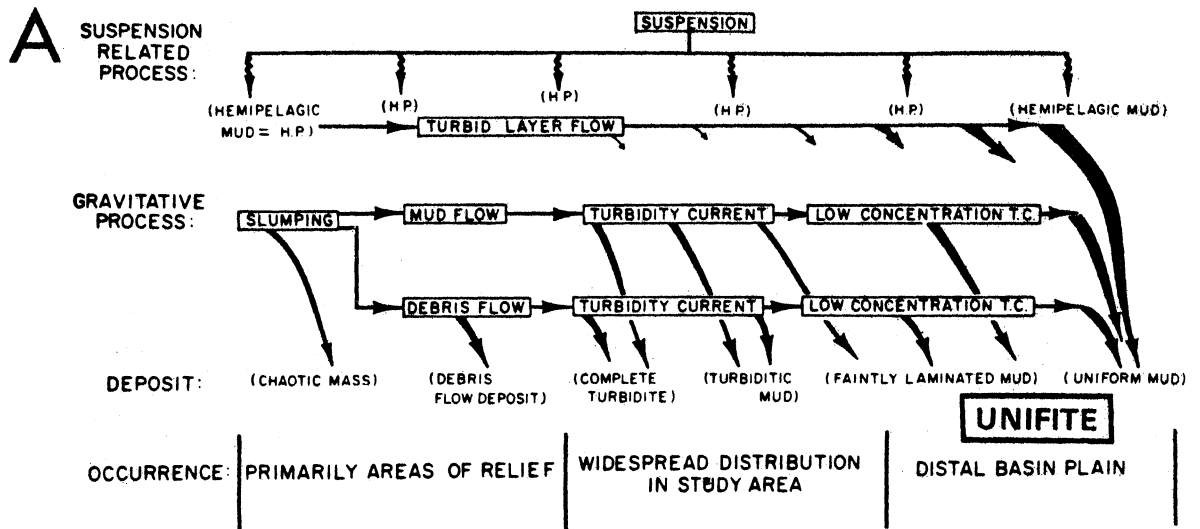 A
SUSPENSION
RELATED
PROCESS:
SUSPENSION
(HEMIPELAGIC
MUD = H.P.)
(H.P.)
(H.P.)
(H.P.)
(H.P.)
(HEMIPELAGIC MUD)
TURBID LAYER FLOW
GRAVITATIVE
PROCESS:
SLUMPING
MUD FLOW
TURBIDITY CURRENT
LOW CONCENTRATION T.C.
DEBRIS FLOW
TURBIDITY CURRENT
LOW CONCENTRATION T.C.
DEPOSIT:
(CHAOTIC MASS)
(DEBRIS
FLOW DEPOSIT)
(COMPLETE
TURBIDITE)
(TURBIDITIC
MUD)
(FAINTLY LAMINATED MUD)
(UNIFORM MUD)
UNIFITE
OCCURRENCE:
PRIMARILY AREAS OF RELIEF
WIDESPREAD DISTRIBUTION
IN STUDY AREA
DISTAL BASIN PLAIN